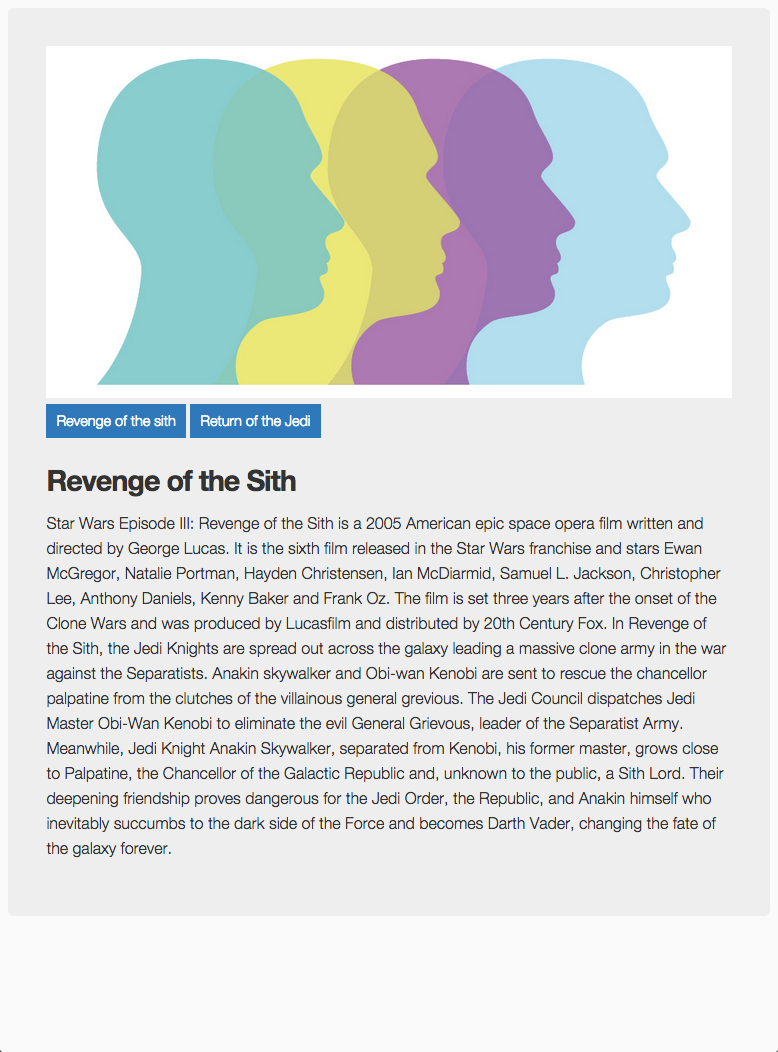 Revenge of the sith
Return of the Jedi
Revenge of the Sith
Star Wars Episode III: Revenge of the Sith is a 2005 American epic space opera film written and
directed by George Lucas. It is the sixth film released in the Star Wars franchise and stars Ewan
McGregor, Natalie Portman, Hayden Christensen, Ian McDiarmid, Samuel L. Jackson, Christopher
Lee, Anthony Daniels, Kenny Baker and Frank Oz. The film is set three years after the onset of the
Clone Wars and was produced by Lucasfilm and distributed by 20th Century Fox. In Revenge of
the Sith, the Jedi Knights are spread out across the galaxy leading a massive clone army in the war
against the Separatists. Anakin skywalker and Obi-wan Kenobi are sent to rescue the chancellor
palpatine from the clutches of the villainous general grevious. The Jedi Council dispatches Jedi
Master Obi-Wan Kenobi to eliminate the evil General Grievous, leader of the Separatist Army.
Meanwhile, Jedi Knight Anakin Skywalker, separated from Kenobi, his former master, grows close
to Palpatine, the Chancellor of the Galactic Republic and, unknown to the public, a Sith Lord. Their
deepening friendship proves dangerous for the Jedi Order, the Republic, and Anakin himself who
inevitably succumbs to the dark side of the Force and becomes Darth Vader, changing the fate of
the galaxy forever.